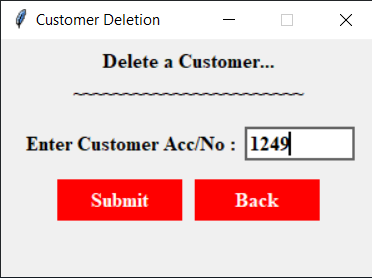 Customer Deletion
Delete a Customer...
~~~~~~~~~~~~~~~~~~~~~~~~
Enter Customer Acc/No : 1249
Submit Back